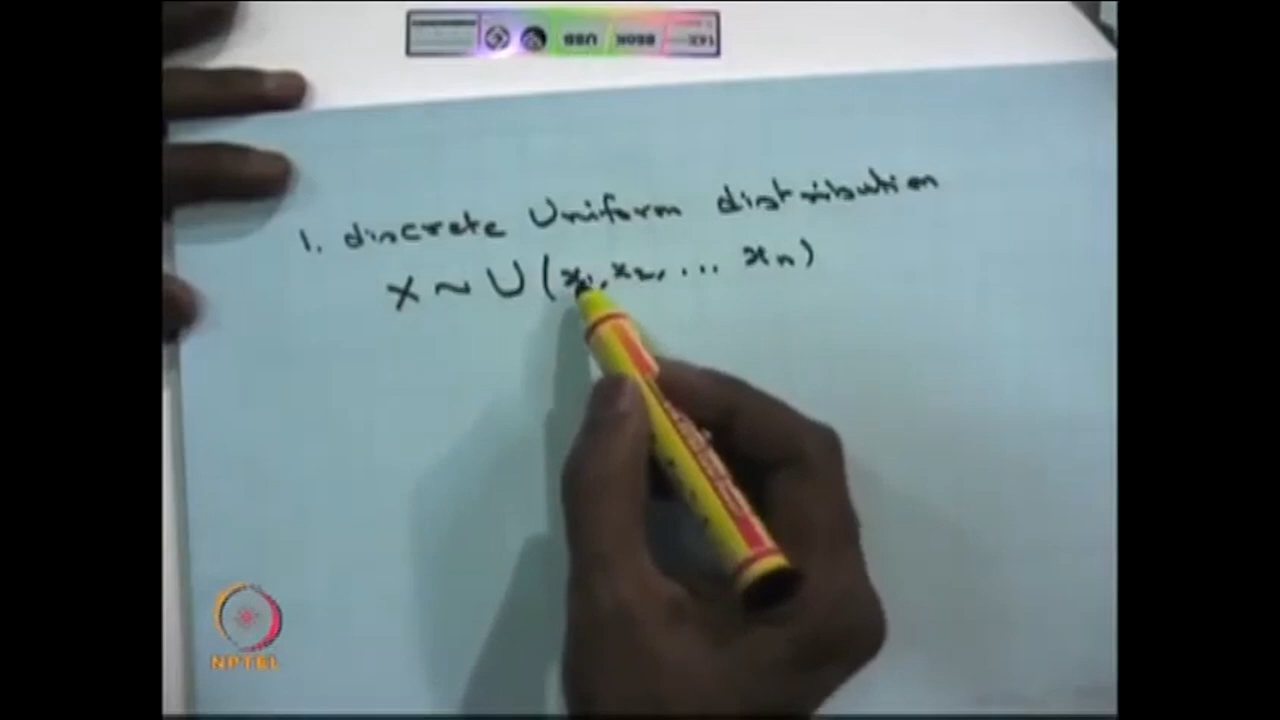 1. discrete Uniform distribution
X ~ U (x₁, x₂, ... xₙ)
NPTEL